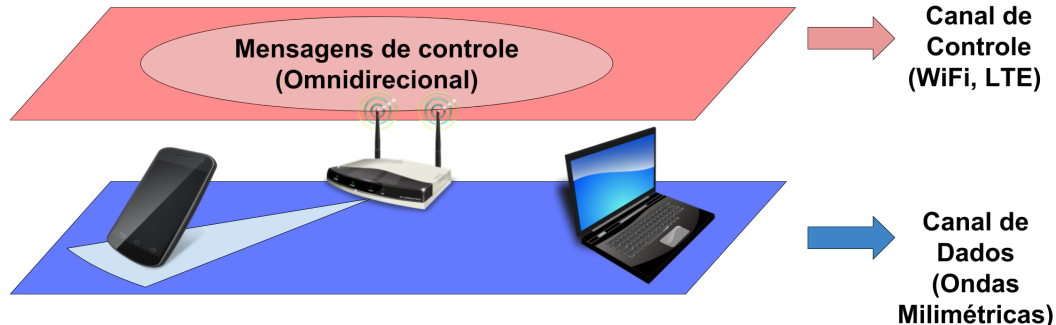 Mensagens de controle
(Omnidirecional)
Canal de
Controle
(WiFi, LTE)
Canal de
Dados
(Ondas
Milimétricas)